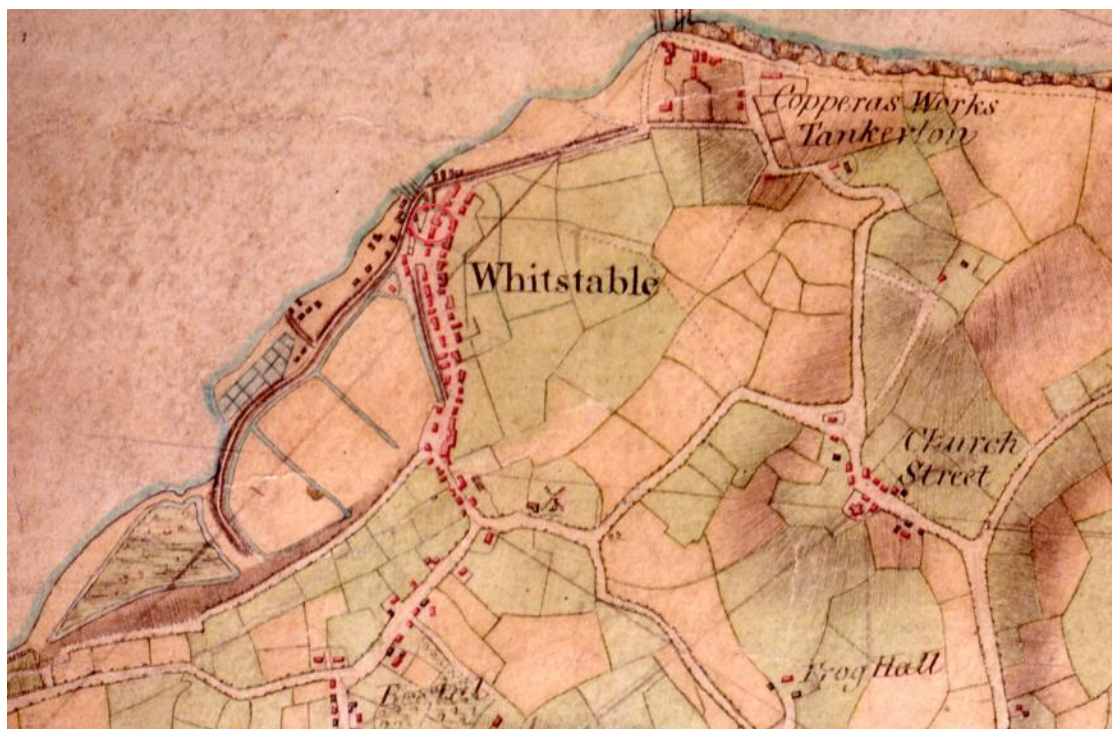 Copperas Works
Tankerton
Whitstable
Church
Street
Frog Hall